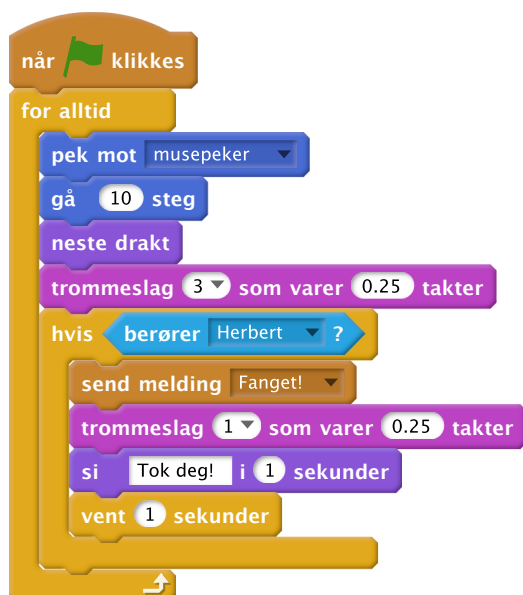 når klikkes
for alltid
pek mot musepeker
gå 10 steg
neste drakt
trommeslag 3 som varer 0.25 takter
hvis berører Herbert ?
send melding Fanget!
trommeslag 1 som varer 0.25 takter
si Tok deg! i 1 sekunder
vent 1 sekunder